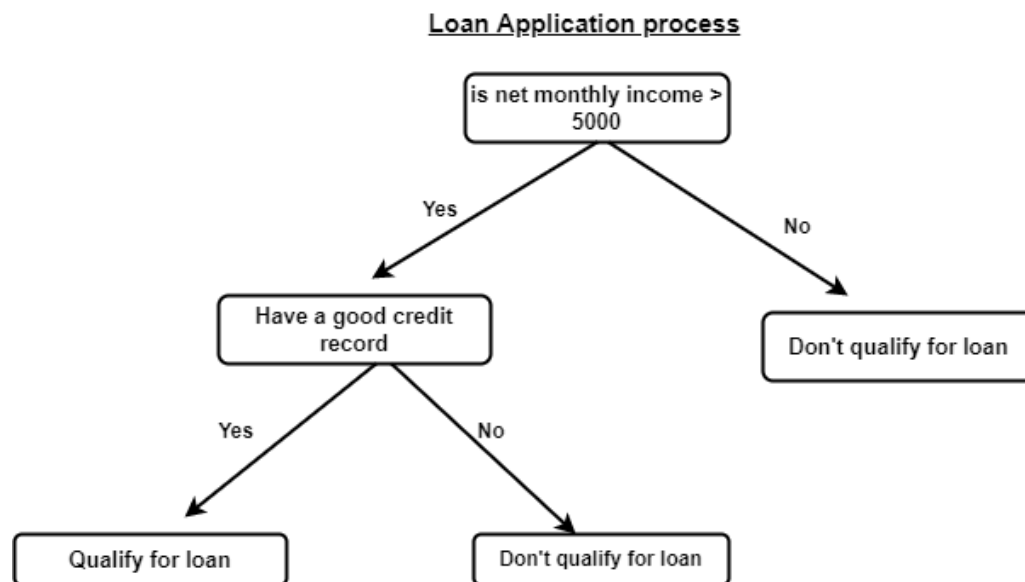 Loan Application process
is net monthly income >
5000
Yes
No
Have a good credit
record
Don't qualify for loan
Yes
No
Qualify for loan
Don't qualify for loan